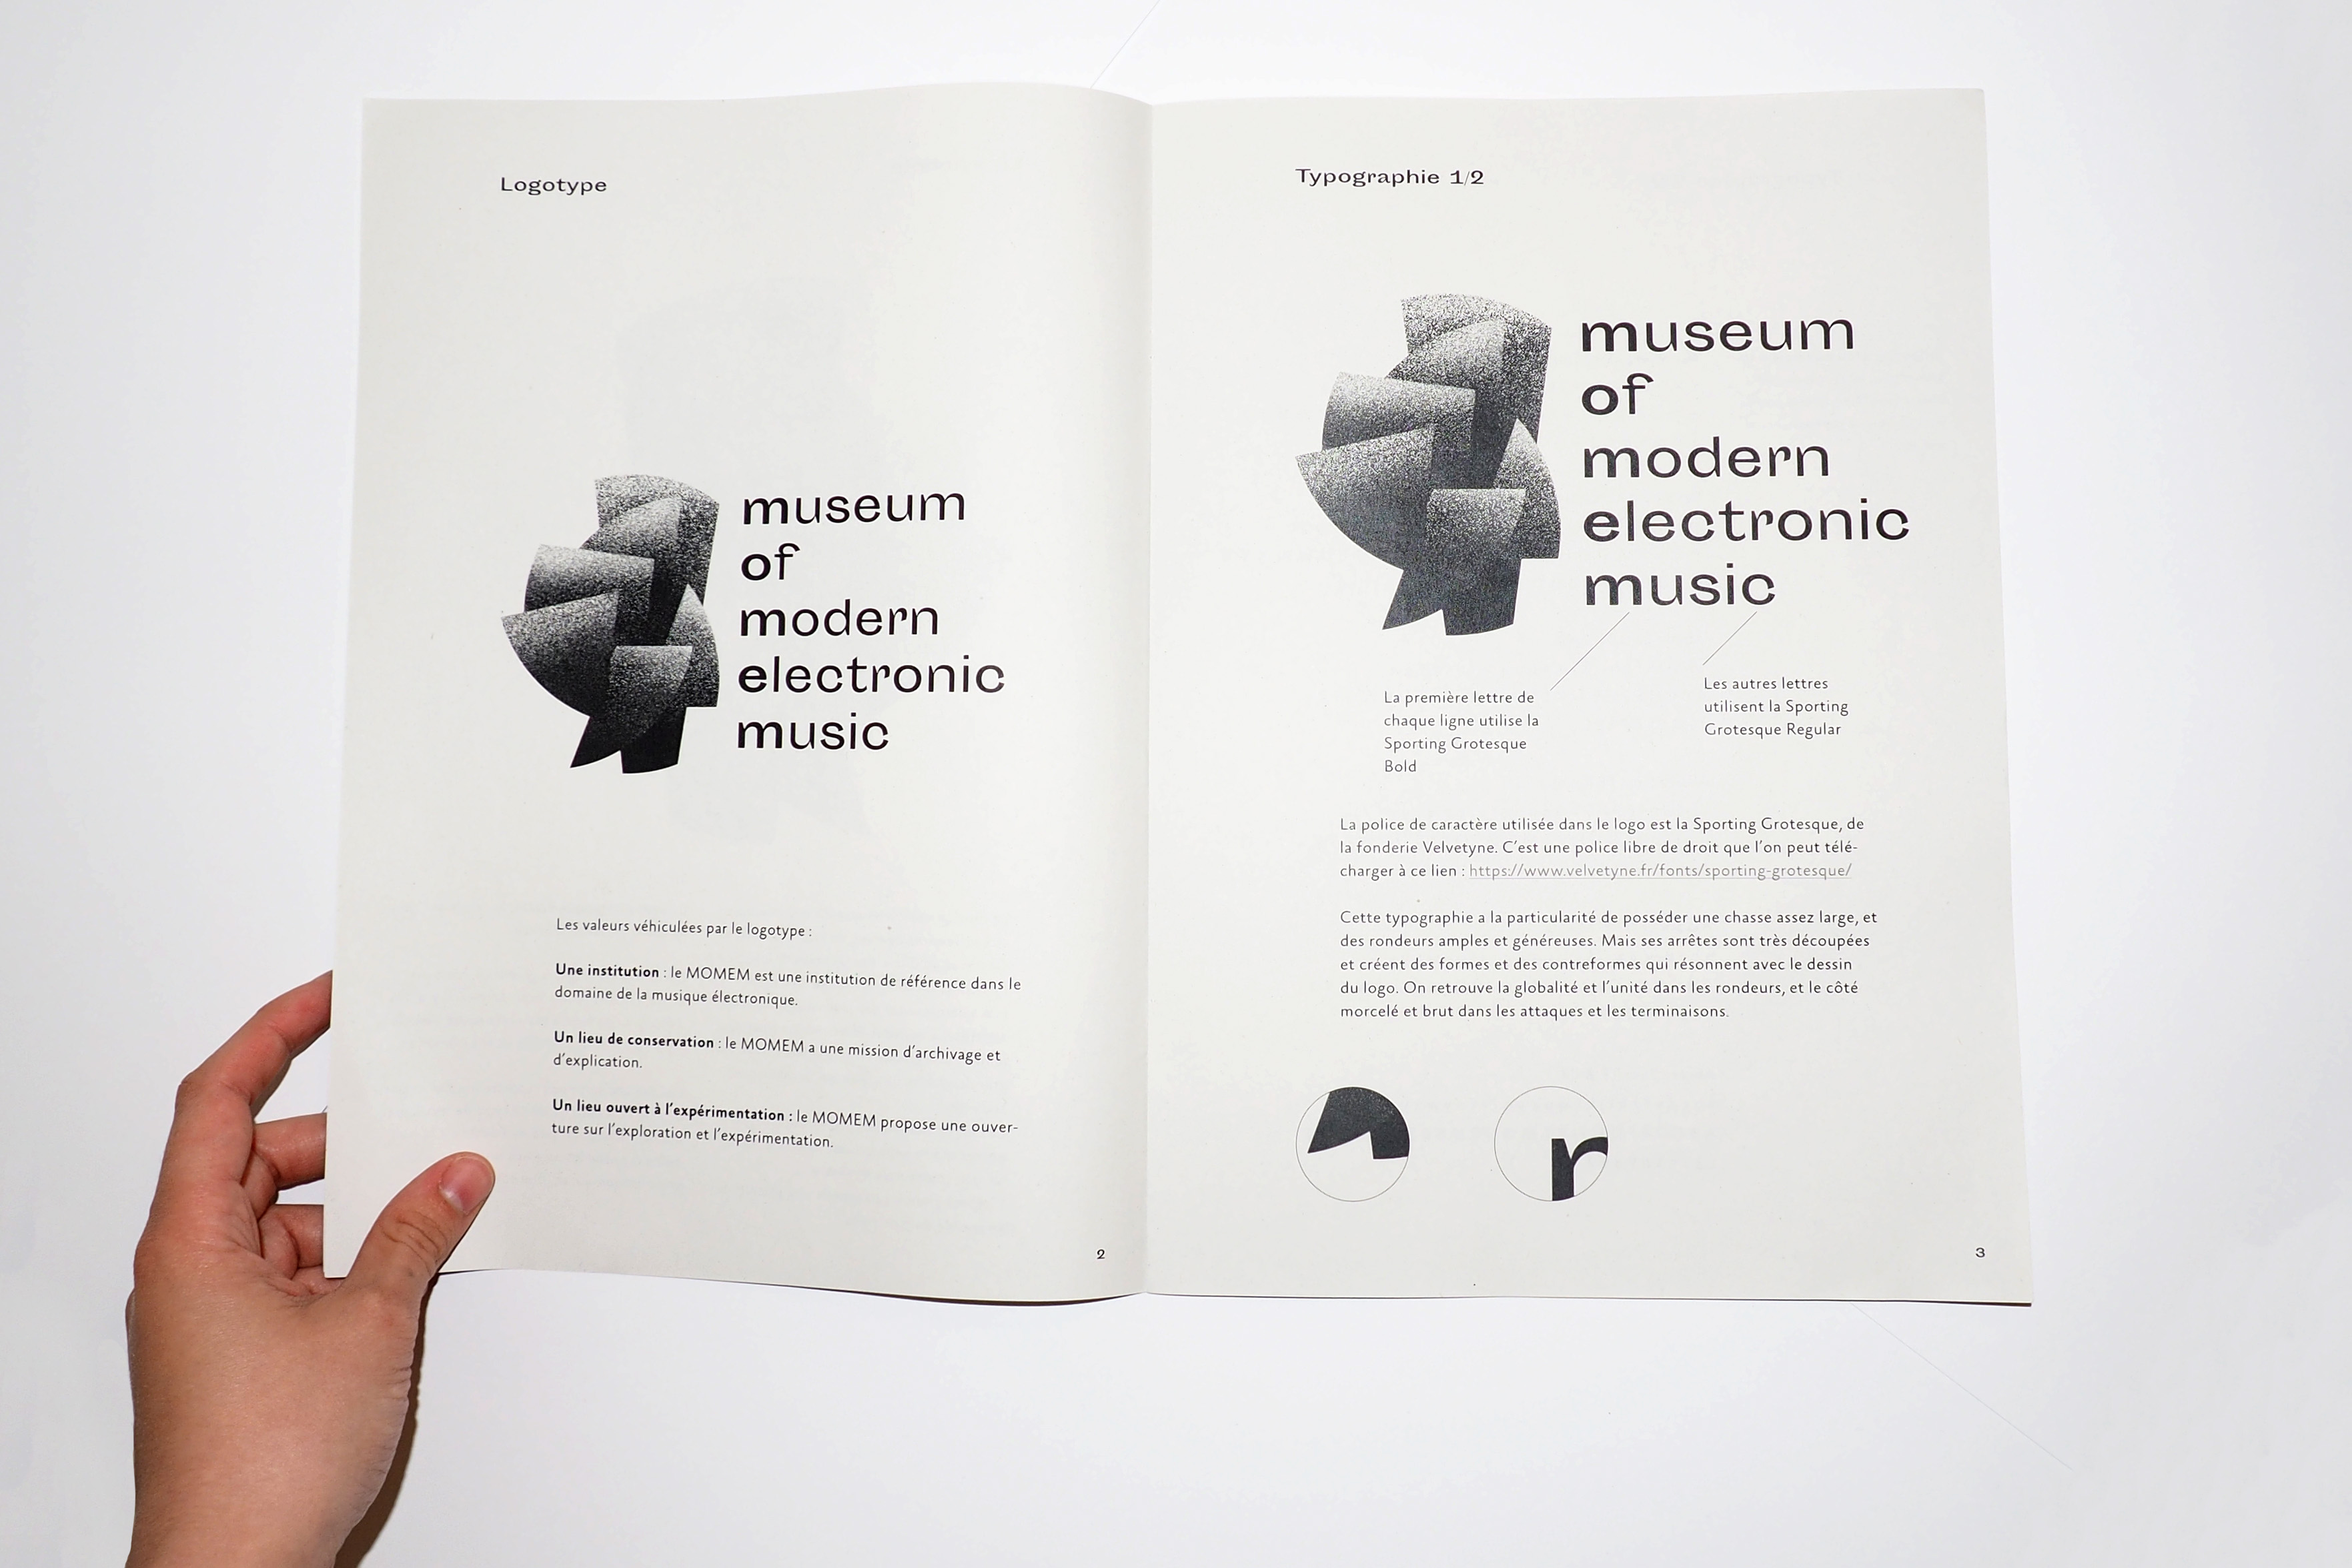 Logotype
museum
of
modern
electronic
music
Les valeurs véhiculées par le logotype :
Une institution : le MOMEM est une institution de référence dans le
domaine de la musique électronique.
Un lieu de conservation : le MOMEM a une mission d'archivage et
d'explication.
Un lieu ouvert à l'expérimentation : le MOMEM propose une ouver-
ture sur l'exploration et l'expérimentation.
2
Typographie 1/2
museum
of
modern
electronic
music
La première lettre de
chaque ligne utilise la
Sporting Grotesque
Bold
Les autres lettres
utilisent la Sporting
Grotesque Regular
La police de caractère utilisée dans le logo est la Sporting Grotesque, de
la fonderie Velvetyne. C'est une police libre de droit que l'on peut télé-
charger à ce lien : https://www.velvetyne.fr/fonts/sporting-grotesque/
Cette typographie a la particularité de posséder une chasse assez large, et
des rondeurs amples et généreuses. Mais ses arrêtes sont très découpées
et créent des formes et des contreformes qui résonnent avec le dessin
du logo. On retrouve la globalité et l'unité dans les rondeurs, et le côté
morcelé et brut dans les attaques et les terminaisons.
r
3